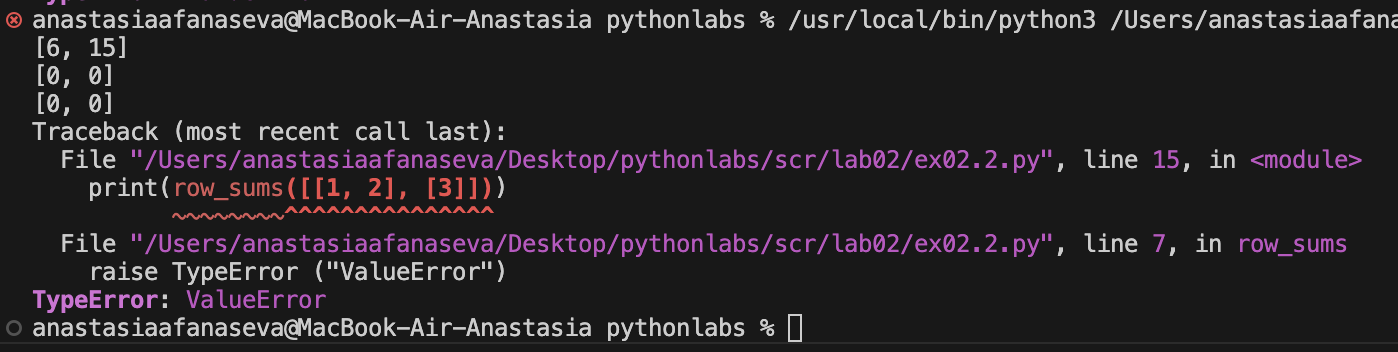 anastasiaafanaseva@MacBook-Air-Anastasia pythonlabs % /usr/local/bin/python3 /Users/anastasiaafana
[6, 15]
[0, 0]
[0, 0]
Traceback (most recent call last):
  File "/Users/anastasiaafanaseva/Desktop/pythonlabs/scr/lab02/ex02.2.py", line 15, in <module>
    print(row_sums([[1, 2], [3]]))
          ~~~~~~~~^^^^^^^^^^^^^^^
  File "/Users/anastasiaafanaseva/Desktop/pythonlabs/scr/lab02/ex02.2.py", line 7, in row_sums
    raise TypeError ("ValueError")
TypeError: ValueError
anastasiaafanaseva@MacBook-Air-Anastasia pythonlabs %